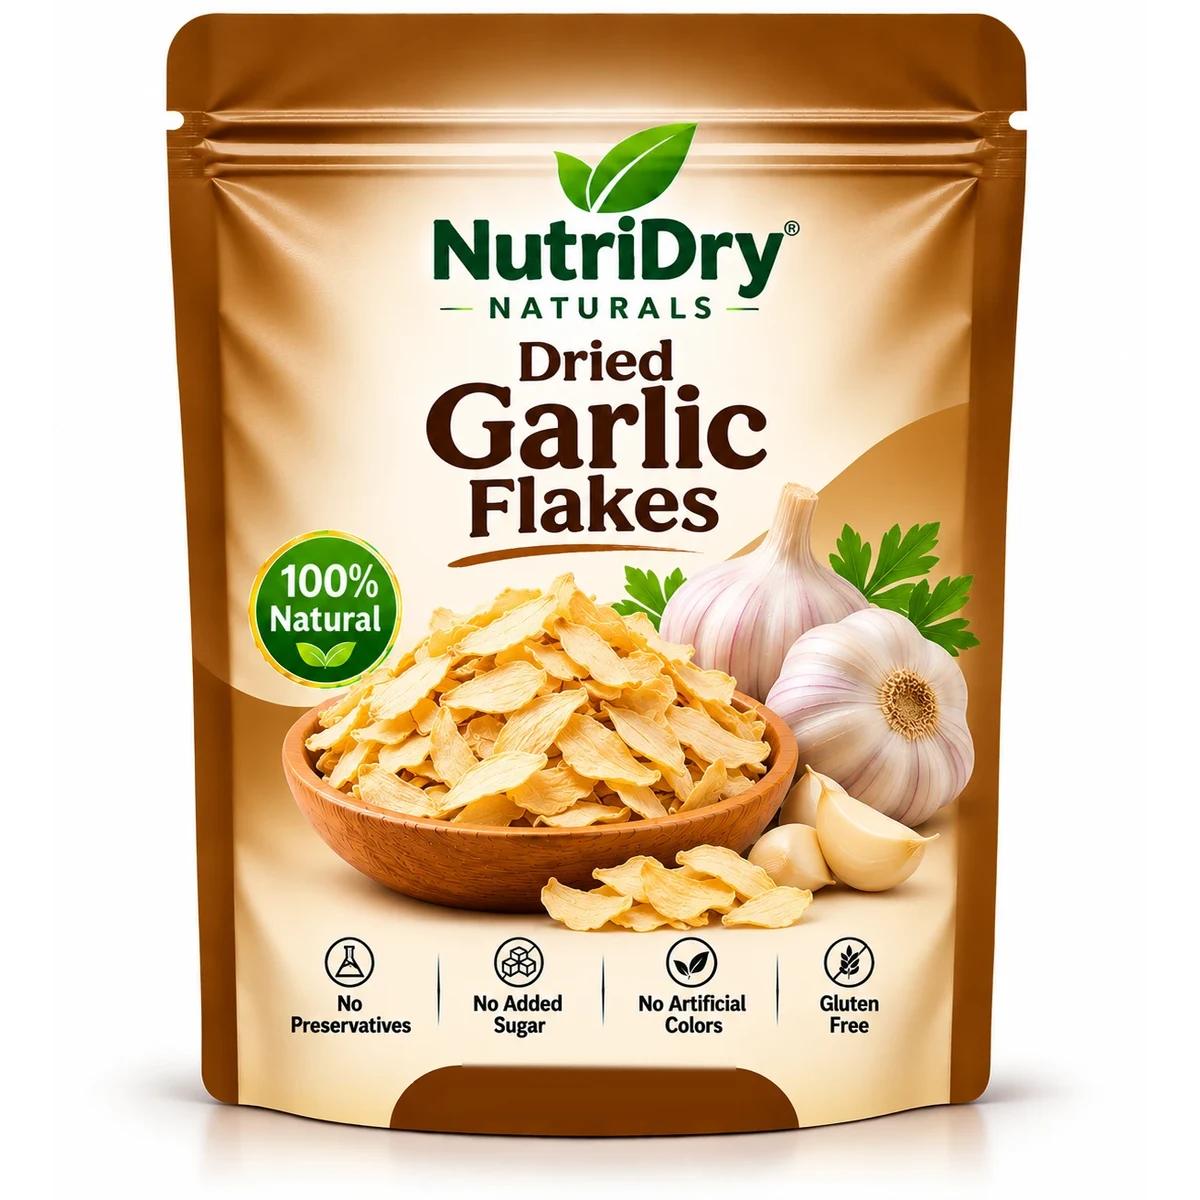 NutriDry®
NATURALS
Dried
Garlic
Flakes
100%
Natural
No
Preservatives
No Added
Sugar
No Artificial
Colors
Gluten
Free